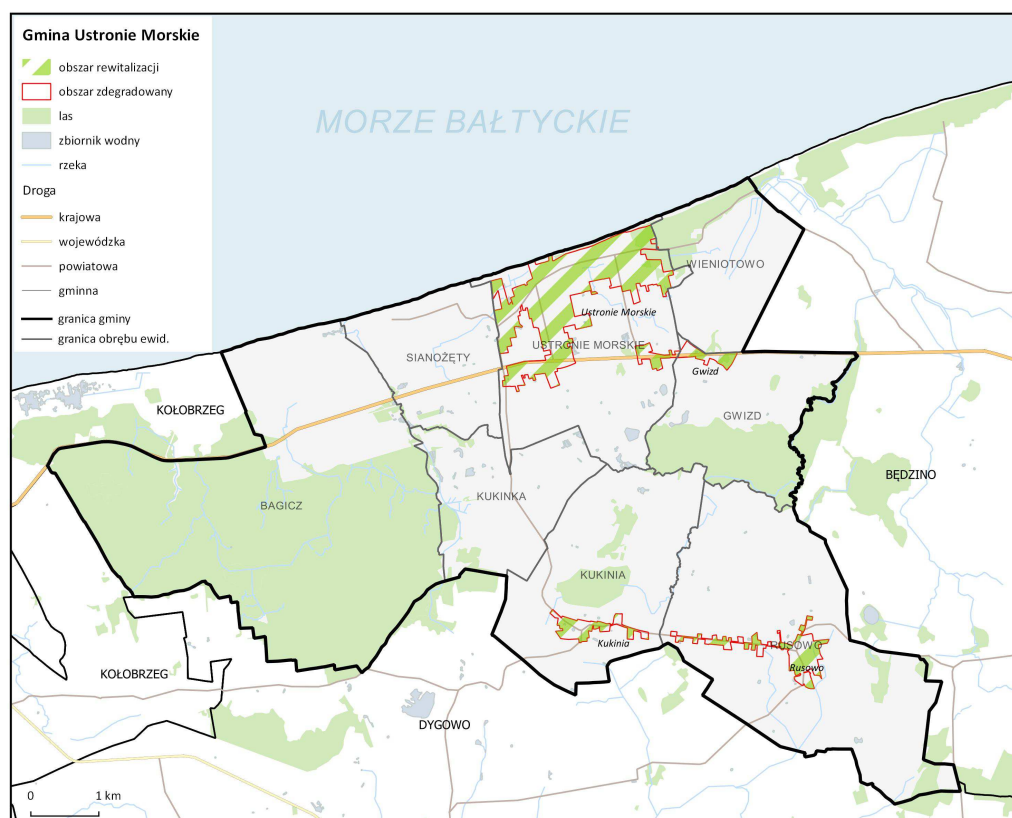 Gmina Ustronie Morskie
obszar rewitalizacji
obszar zdegradowany
las
zbiornik wodny
rzeka
Droga
krajowa
wojewódzka
powiatowa
gminna
granica gminy
granica obrębu ewid.
MORZE BAŁTYCKIE
WIENIOTOWO
Ustronie Morskie
USTRONIE MORSKIE
SIANOŻĘTY
Gwizd
KOŁOBRZEG
GWIZD
BĘDZINO
KUKINKA
BAGICZ
KUKINIA
Kukinia
RUSOWO
Rusowo
KOŁOBRZEG
DYGOWO
0 1 km